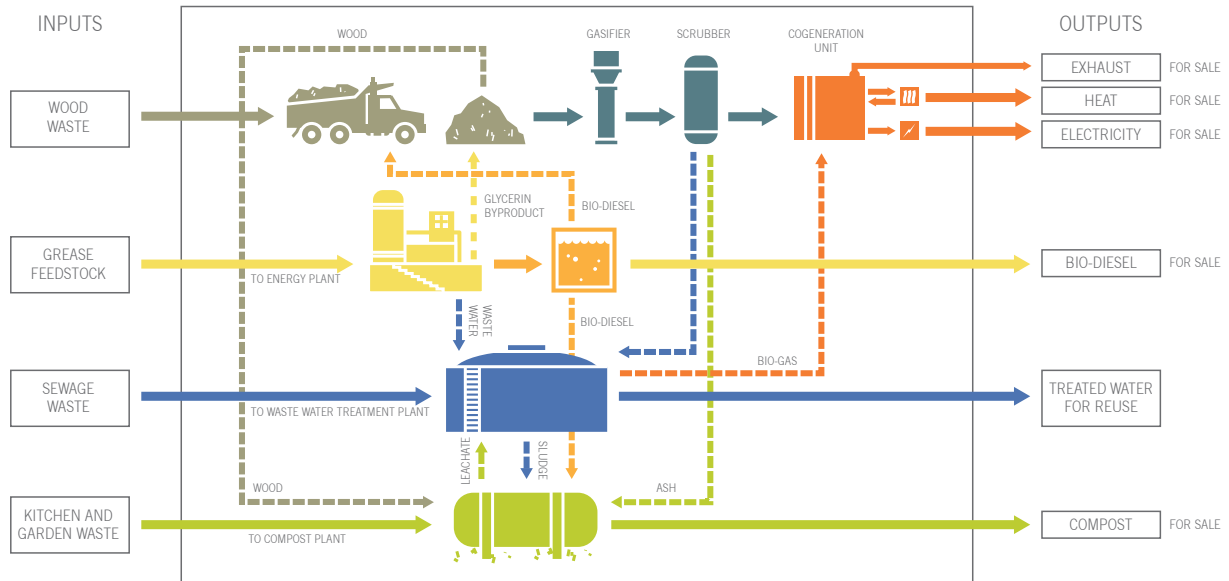 INPUTS
OUTPUTS
WOOD
GASIFIER
SCRUBBER
COGENERATION
UNIT
EXHAUST
FOR SALE
WOOD
WASTE
HEAT
FOR SALE
ELECTRICITY
FOR SALE
GLYCERIN
BYPRODUCT
BIO-DIESEL
GREASE
FEEDSTOCK
TO ENERGY PLANT
BIO-DIESEL
FOR SALE
WASTE
WATER
BIO-DIESEL
BIO-GAS
SEWAGE
WASTE
TO WASTE WATER TREATMENT PLANT
TREATED WATER
FOR REUSE
LEACHATE
SLUDGE
WOOD
ASH
KITCHEN AND
GARDEN WASTE
TO COMPOST PLANT
COMPOST
FOR SALE